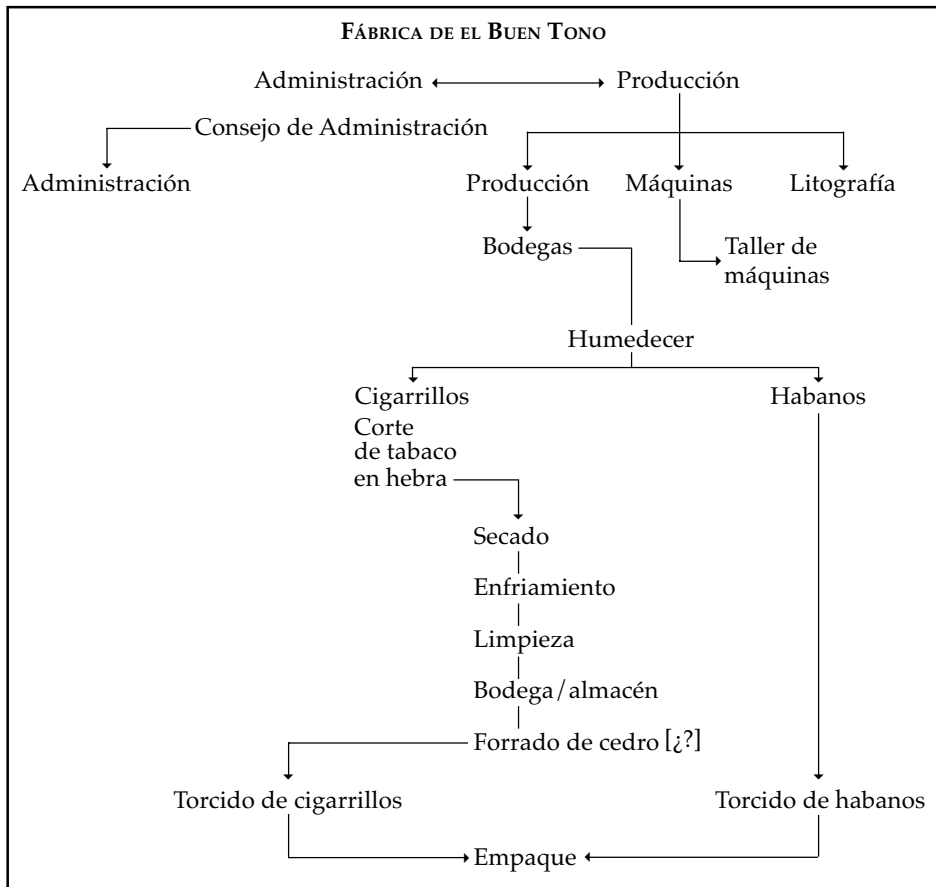 FÁBRICA DE EL BUEN TONO
Administración Producción
Consejo de Administración
Administración Producción Máquinas Litografía
Bodegas Taller de
máquinas
Humedecer
Cigarrillos Habanos
Corte
de tabaco
en hebra
Secado
Enfriamiento
Limpieza
Bodega/almacén
Forrado de cedro [¿?]
Torcido de cigarrillos Torcido de habanos
Empaque